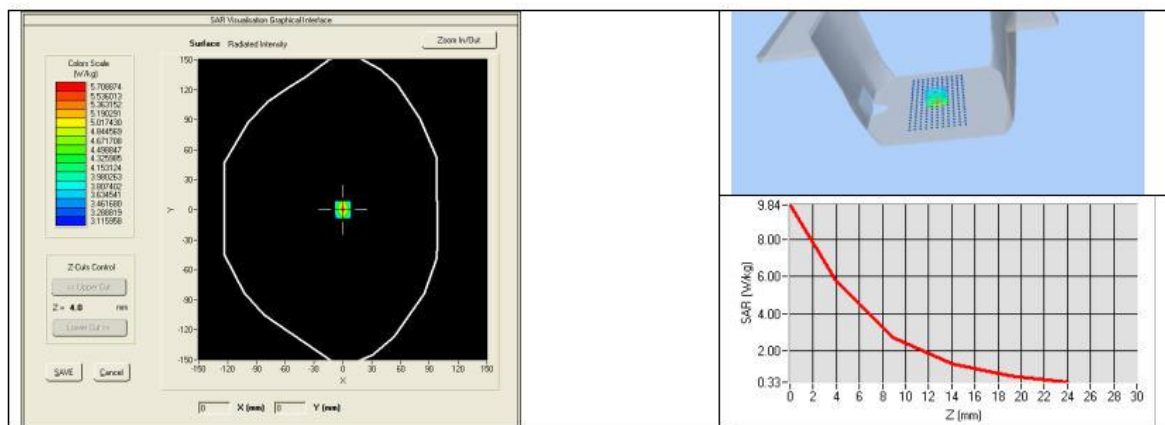 SAR Visualisation Graphical Interface
Surface Radiated Intensity
Zoom In/Out
Colors Scale
(W/kg)
5.708874
5.536013
5.363152
5.190291
5.017430
4.844569
4.671708
4.498847
4.325985
4.153124
3.980263
3.807402
3.634541
3.461680
3.288819
3.115958
Z-Cuts Control
<< Upper Cut
Z = 4.0 mm
Lower Cut >>
SAVE Cancel
150
120
90
60
30
0
-30
-60
-90
-120
-150
Y
-150 -120 -90 -60 -30 0 30 60 90 120 150
X
0 X (mm) 0 Y (mm)
9.84
8.00
6.00
4.00
2.00
0.33
SAR (W/kg)
0 2 4 6 8 10 12 14 16 18 20 22 24 26 28 30
Z (mm)